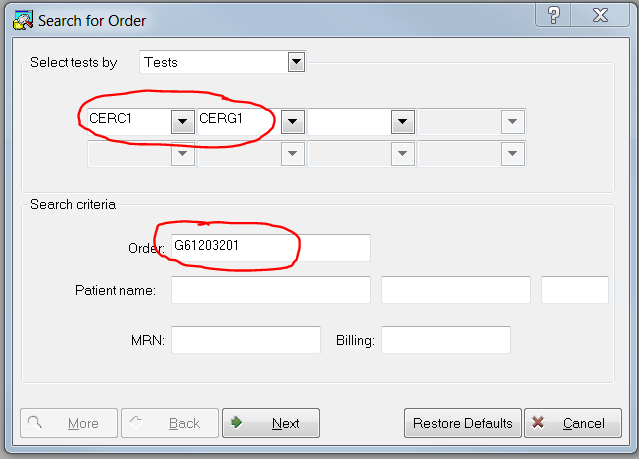 Search for Order
Select tests by Tests
CERC1 CERG1
Search criteria
Order: G61203201
Patient name:
MRN: Billing:
More Back Next Restore Defaults Cancel